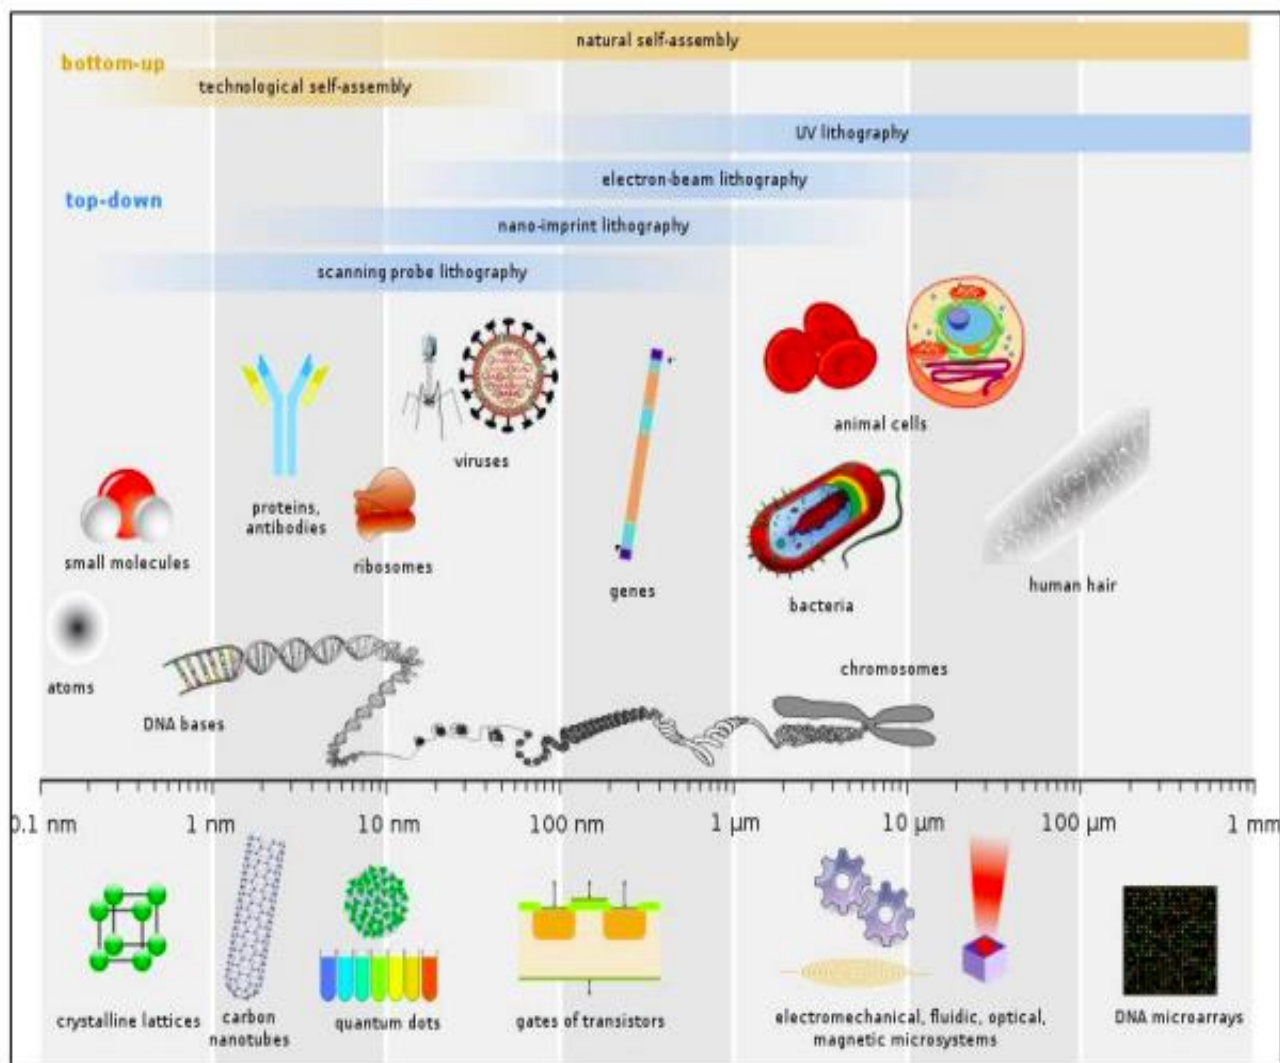 natural self-assembly
bottom-up
technological self-assembly
UV lithography
electron-beam lithography
top-down
nano-imprint lithography
scanning probe lithography
animal cells
viruses
proteins,
antibodies
small molecules
ribosomes
genes
bacteria
human hair
atoms
DNA bases
chromosomes
0.1 nm 1 nm 10 nm 100 nm 1 µm 10 µm 100 µm 1 mm
crystalline lattices
carbon
nanotubes
quantum dots
gates of transistors
electromechanical, fluidic, optical,
magnetic microsystems
DNA microarrays